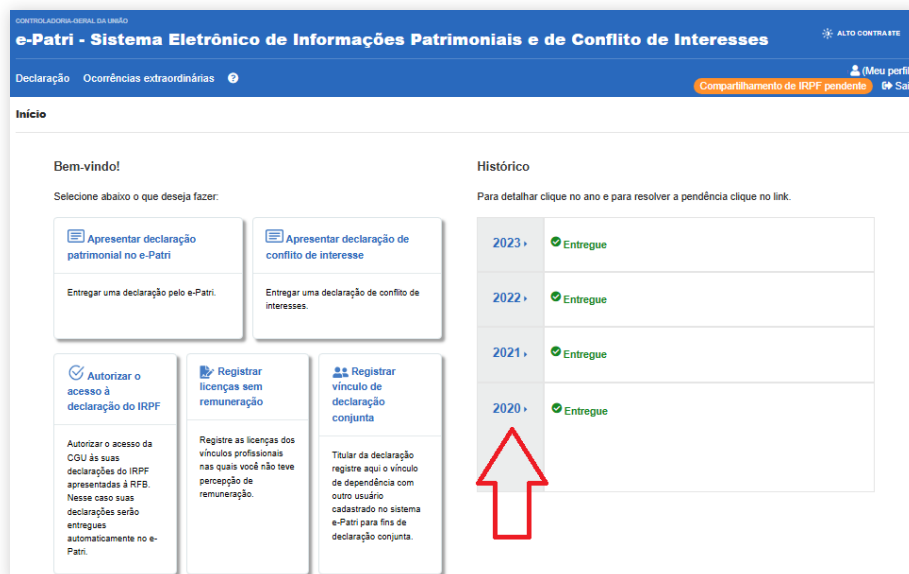 CONTROLADORIA-GERAL DA UNIÃO
e-Patri - Sistema Eletrônico de Informações Patrimoniais e de Conflito de Interesses
ALTO CONTRASTE
Declaração Ocorrências extraordinárias ?
(Meu perfil
Compartilhamento de IRPF pendente Sai
Início
Bem-vindo!
Selecione abaixo o que deseja fazer:
Apresentar declaração
patrimonial no e-Patri
Entregar uma declaração pelo e-Patri.
Apresentar declaração de
conflito de interesse
Entregar uma declaração de conflito de
interesses.
Autorizar o
acesso à
declaração do IRPF
Autorizar o acesso da
CGU às suas
declarações do IRPF
apresentadas à RFB.
Nesse caso suas
declarações serão
entregues
automaticamente no e-
Patri.
Registrar
licenças sem
remuneração
Registre as licenças dos
vínculos profissionais
nas quais você não teve
percepção de
remuneração.
Registrar
vínculo de
declaração
conjunta
Titular da declaração
registre aqui o vínculo
de dependência com
outro usuário
cadastrado no sistema
e-Patri para fins de
declaração conjunta.
Histórico
Para detalhar clique no ano e para resolver a pendência clique no link.
2023 Entregue
2022 Entregue
2021 Entregue
2020 Entregue